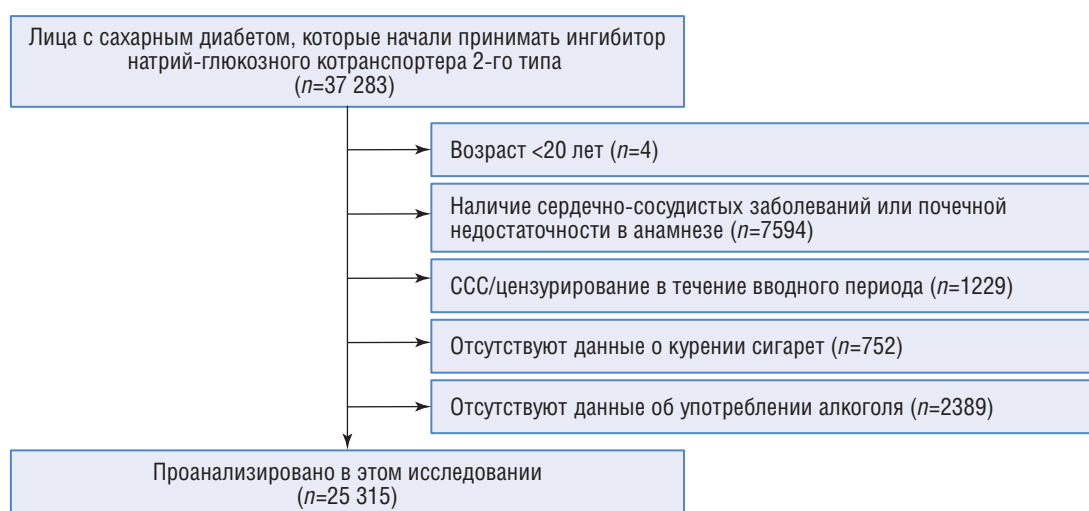 Лица с сахарным диабетом, которые начали принимать ингибитор
натрий-глюкозного котранспортера 2-го типа
(n=37 283)
Возраст <20 лет (n=4)
Наличие сердечно-сосудистых заболеваний или почечной
недостаточности в анамнезе (n=7594)
ССС/цензурирование в течение вводного периода (n=1229)
Отсутствуют данные о курении сигарет (n=752)
Отсутствуют данные об употреблении алкоголя (n=2389)
Проанализировано в этом исследовании
(n=25 315)